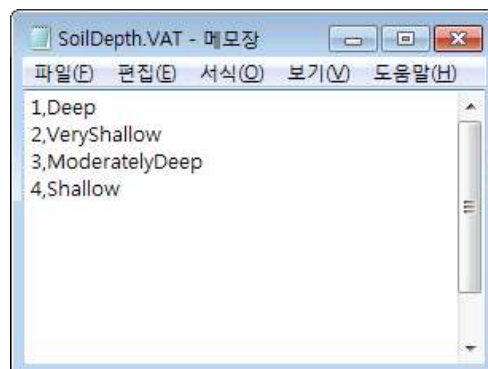 SoilDepth.VAT - 메모장
파일(F) 편집(E) 서식(O) 보기(V) 도움말(H)
1,Deep
2,VeryShallow
3,ModeratelyDeep
4,Shallow